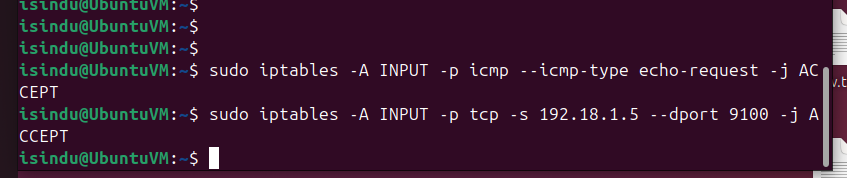 isindu@UbuntuVM:~$
isindu@UbuntuVM:~$
isindu@UbuntuVM:~$
isindu@UbuntuVM:~$ sudo iptables -A INPUT -p icmp --icmp-type echo-request -j AC
CEPT
isindu@UbuntuVM:~$ sudo iptables -A INPUT -p tcp -s 192.18.1.5 --dport 9100 -j A
CCEPT
isindu@UbuntuVM:~$